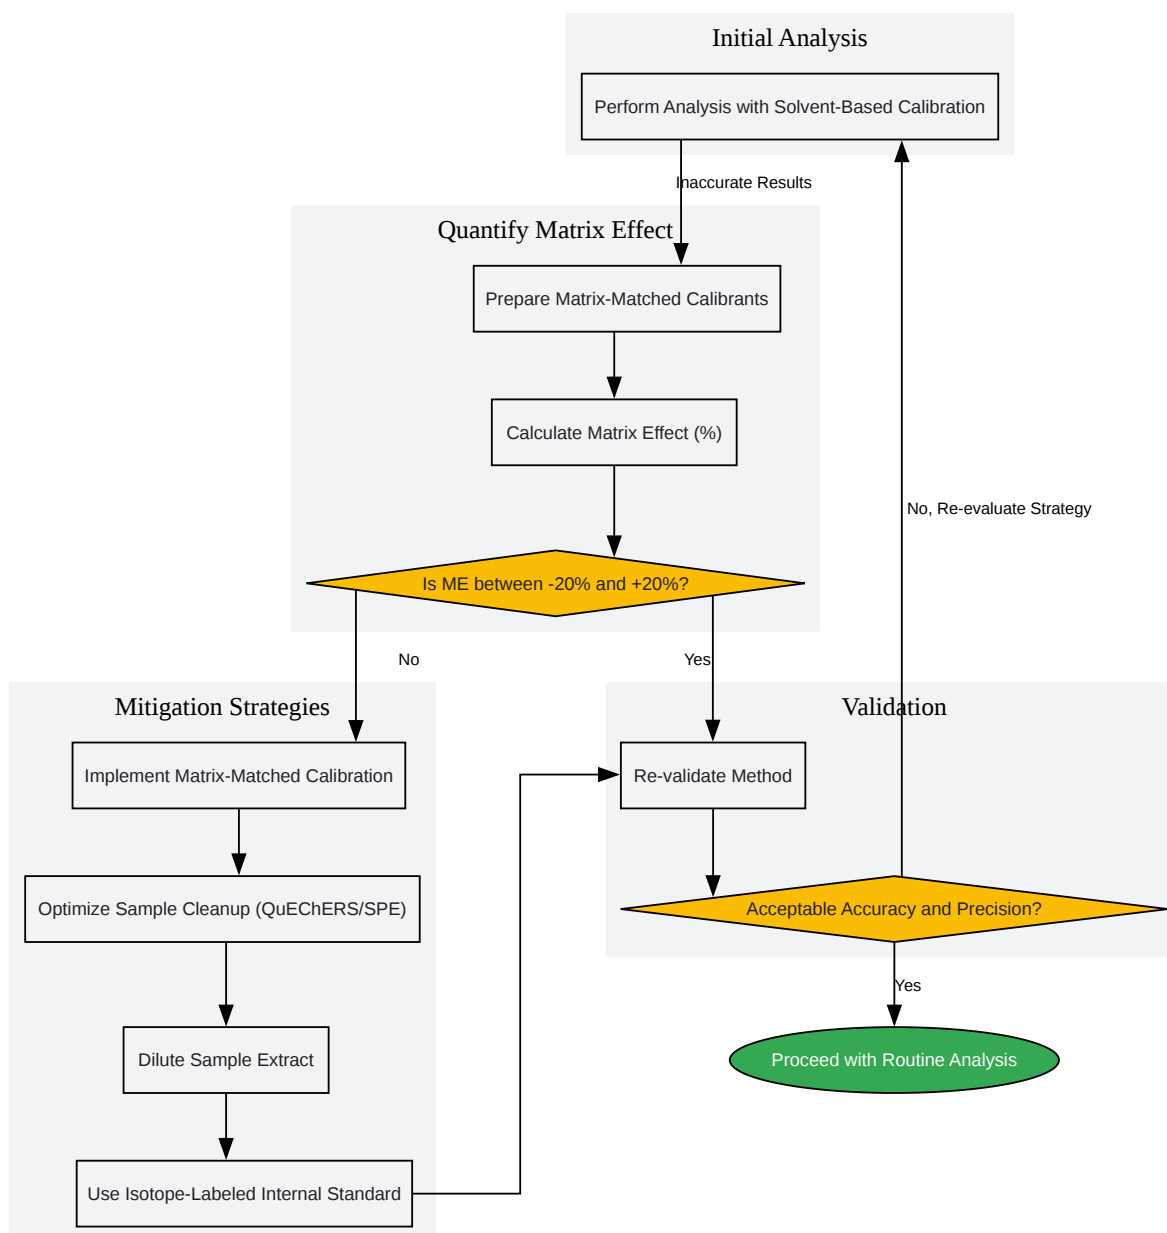 Initial Analysis
Perform Analysis with Solvent-Based Calibration
Inaccurate Results
Quantify Matrix Effect
Prepare Matrix-Matched Calibrants
Calculate Matrix Effect (%)
No, Re-evaluate Strategy
Is ME between -20% and +20%?
No
Yes
Mitigation Strategies
Validation
Implement Matrix-Matched Calibration
Re-validate Method
Optimize Sample Cleanup (QuEChERS/SPE)
Acceptable Accuracy and Precision?
Yes
Dilute Sample Extract
Proceed with Routine Analysis
Use Isotope-Labeled Internal Standard